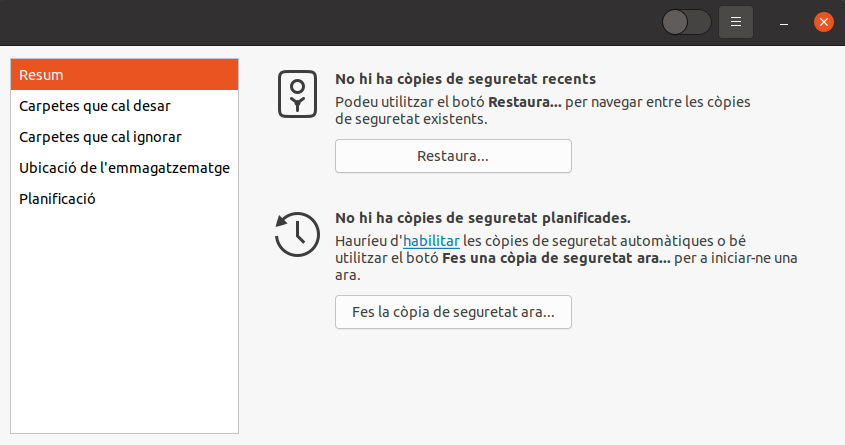 Resum
Carpetes que cal desar
Carpetes que cal ignorar
Ubicació de l'emmagatzematge
Planificació
No hi ha còpies de seguretat recents
Podeu utilitzar el botó Restaura... per navegar entre les còpies
de seguretat existents.
Restaura...
No hi ha còpies de seguretat planificades.
Hauríeu d'habilitar les còpies de seguretat automàtiques o bé
utilitzar el botó Fes una còpia de seguretat ara... per a iniciar-ne una
ara.
Fes la còpia de seguretat ara...